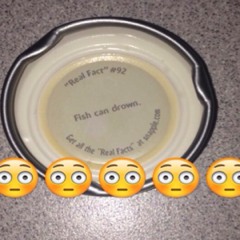 "Real Fact" #92
Fish can drown.
Get all the "Real Facts" at snapple.com